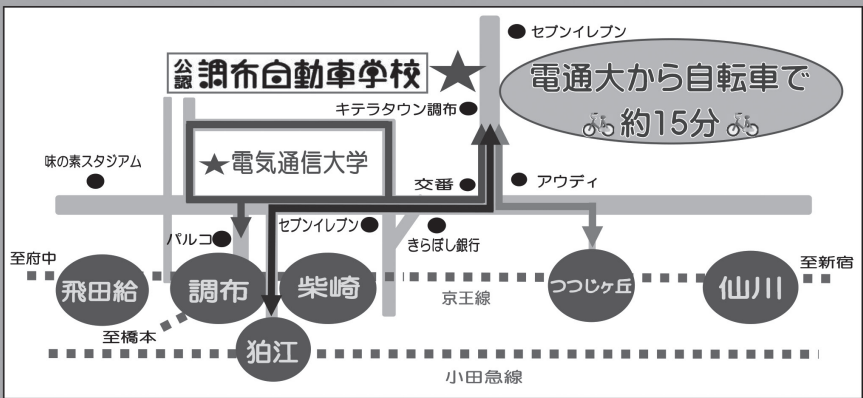 セブンイレブン
公認 調布自動車学校
電通大から自転車で
約15分
キテラタウン調布
味の素スタジアム
電気通信大学
交番
アウディ
パルコ
セブンイレブン
きらぼし銀行
至府中
飛田給
調布
柴崎
京王線
つつじヶ丘
仙川
至新宿
至橋本
狛江
小田急線